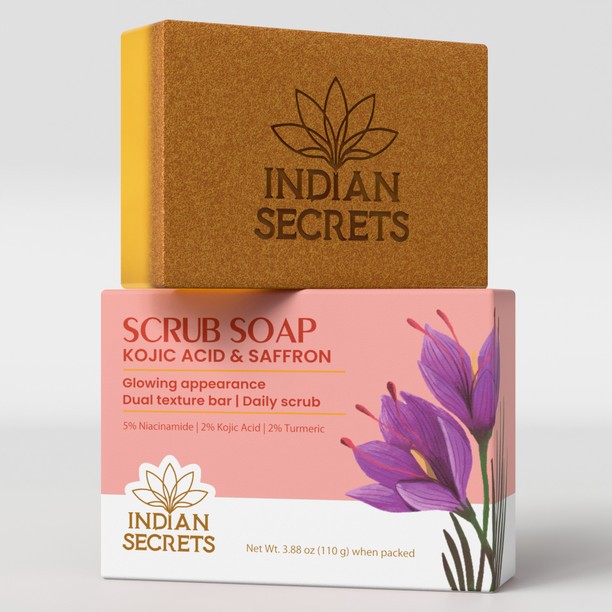 INDIAN
SECRETS
SCRUB SOAP
KOJIC ACID & SAFFRON
Glowing appearance
Dual texture bar | Daily scrub
5% Niacinamide | 2% Kojic Acid | 2% Turmeric
INDIAN
SECRETS
Net Wt. 3.88 oz (110 g) when packed